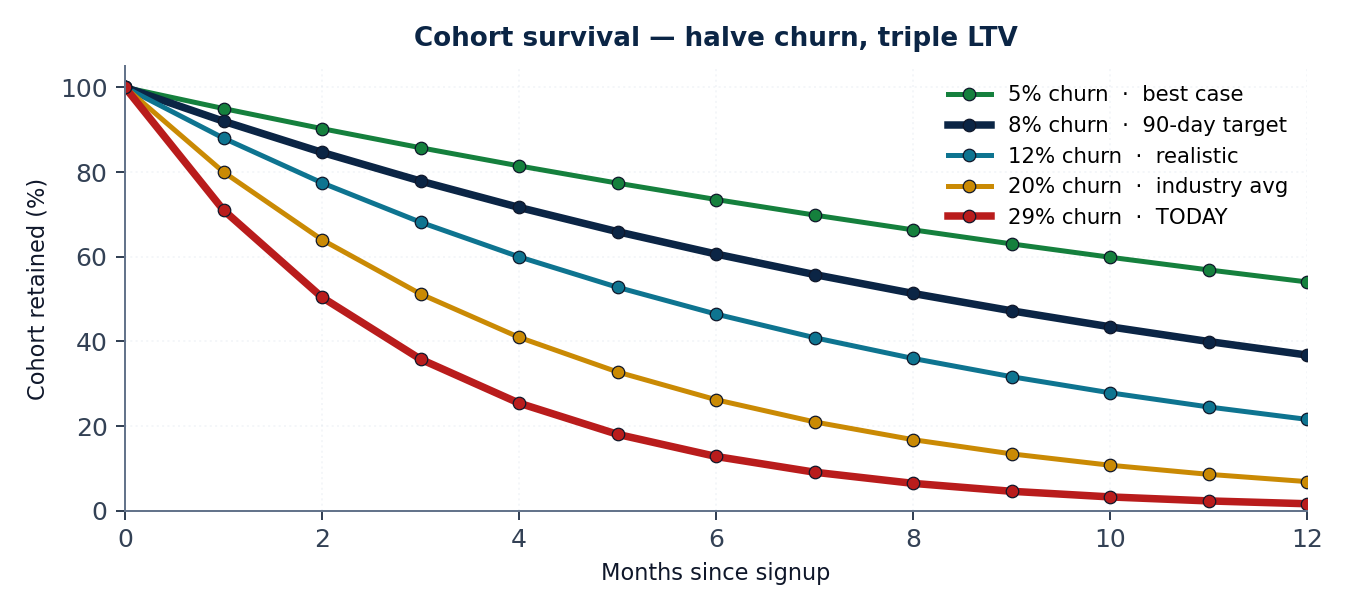 Cohort survival — halve churn, triple LTV
5% churn · best case
8% churn · 90-day target
12% churn · realistic
20% churn · industry avg
29% churn · TODAY
Cohort retained (%)
100
80
60
40
20
0
0 2 4 6 8 10 12
Months since signup